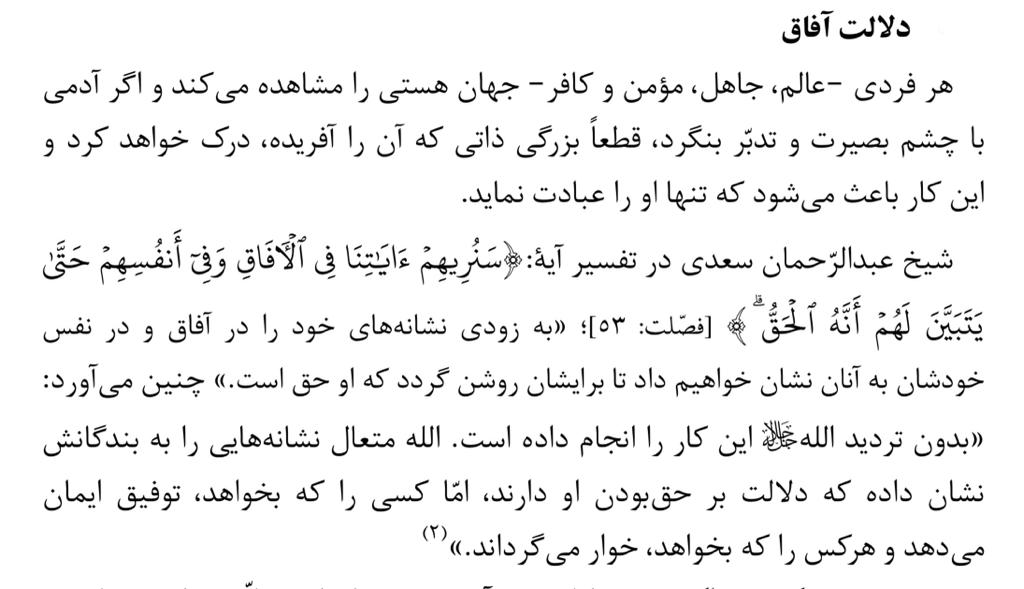 دلالت آفاق
هر فردی -عالم، جاهل، مؤمن و کافر- جهان هستی را مشاهده می‌کند و اگر آدمی
با چشم بصیرت و تدبّر بنگرد، قطعاً بزرگی ذاتی که آن را آفریده، درک خواهد کرد و
این کار باعث می‌شود که تنها او را عبادت نماید.
شیخ عبدالرّحمان سعدی در تفسیر آیۀ: ﴿سَنُرِيهِمۡ ءَايَٰتِنَا فِي ٱلۡأٓفَاقِ وَفِيٓ أَنفُسِهِمۡ حَتَّىٰ
يَتَبَيَّنَ لَهُمۡ أَنَّهُ ٱلۡحَقُّۗ﴾ [فصّلت: ۵۳]؛ «به زودی نشانه‌های خود را در آفاق و در نفس
خودشان به آنان نشان خواهیم داد تا برایشان روشن گردد که او حق است.» چنین می‌آورد:
«بدون تردید الله ﷻ این کار را انجام داده است. الله متعال نشانه‌هایی را به بندگانش
نشان داده که دلالت بر حق‌بودن او دارند، امّا کسی را که بخواهد، توفیق ایمان
می‌دهد و هرکس را که بخواهد، خوار می‌گرداند.»(۲)